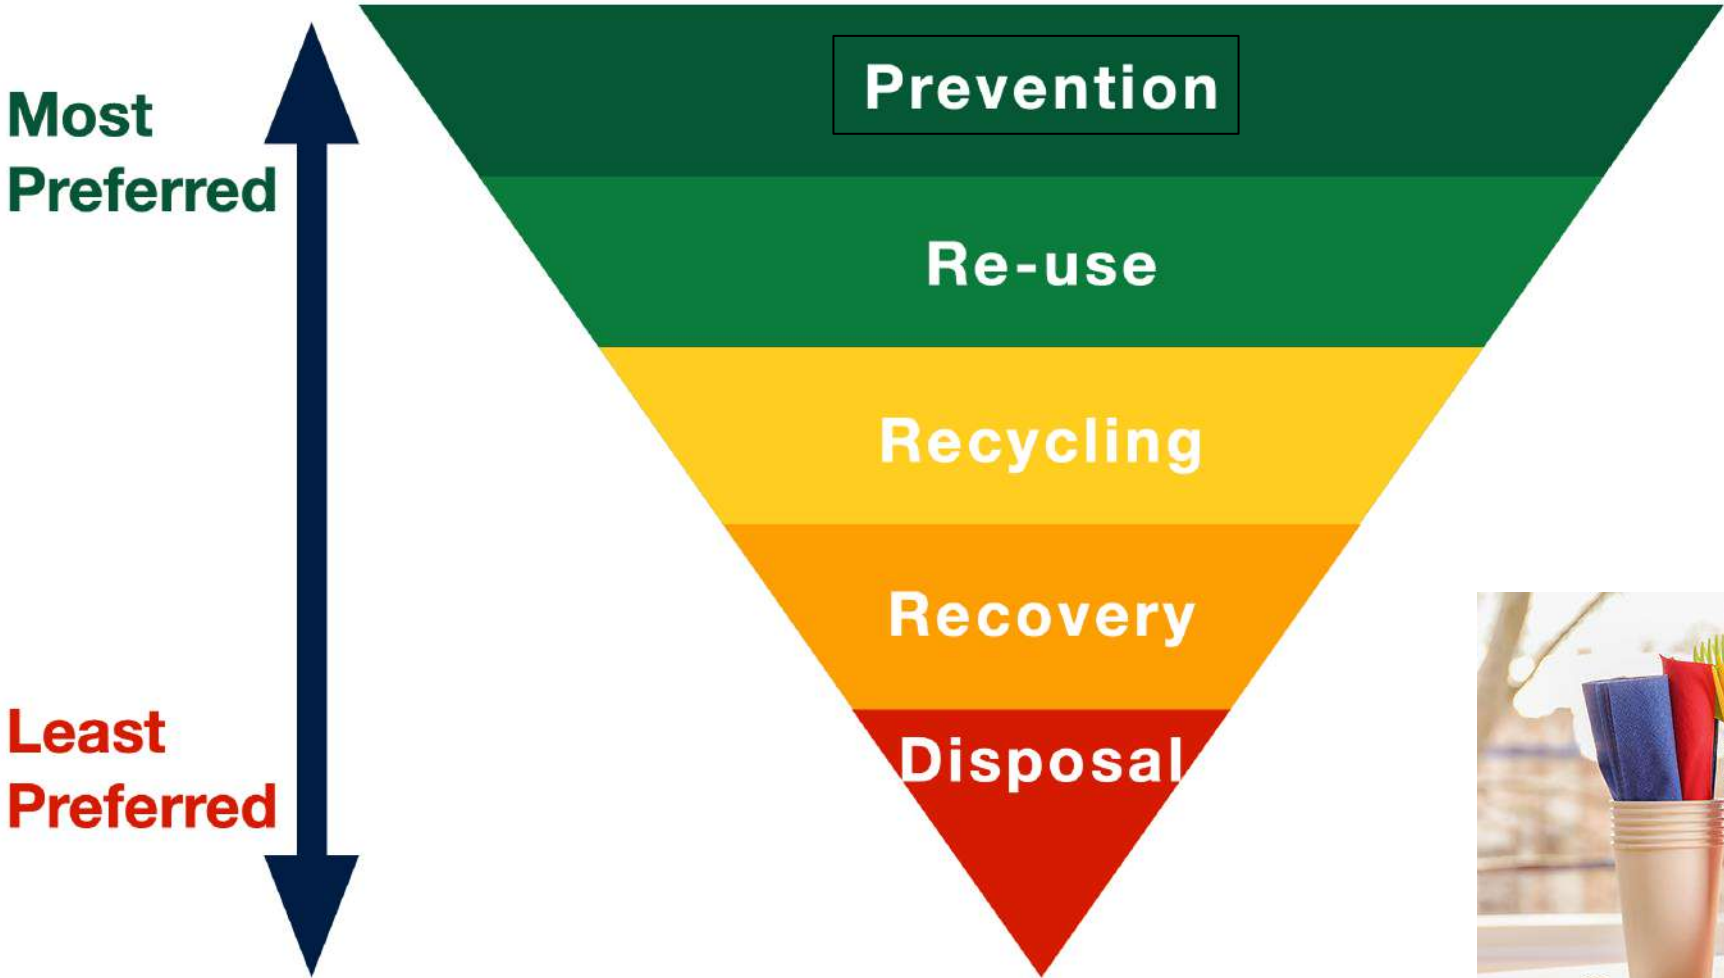 Most
Preferred
Prevention
Re-use
Recycling
Recovery
Least
Preferred
Disposal